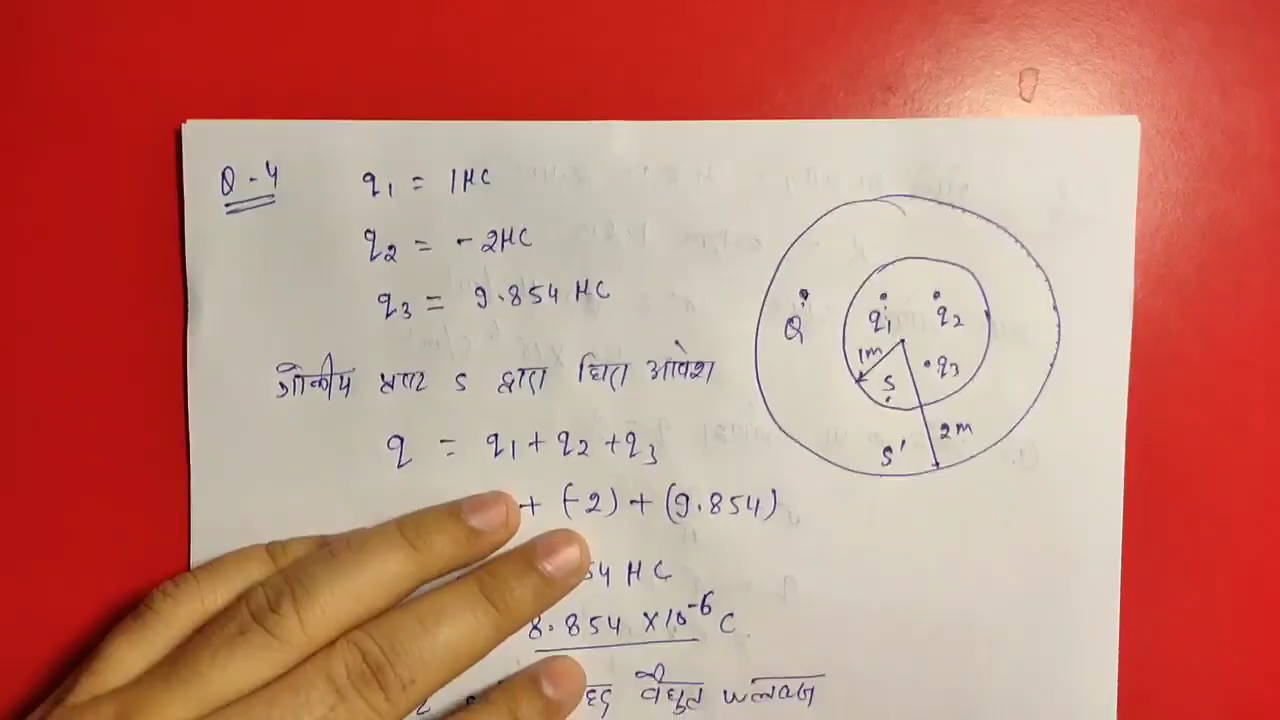 Q-4
q₁ = 1μC
q₂ = -2μC
q₃ = 9.854 μC
गोलीय पृष्ठ S द्वारा घिरा आवेश
q = q₁ + q₂ + q₃
+ (-2) + (9.854)
54 μC
8.854 × 10⁻⁶ C
वैद्युत फ्लक्स
Q
q₁
q₂
1m
q₃
S
2m
S'